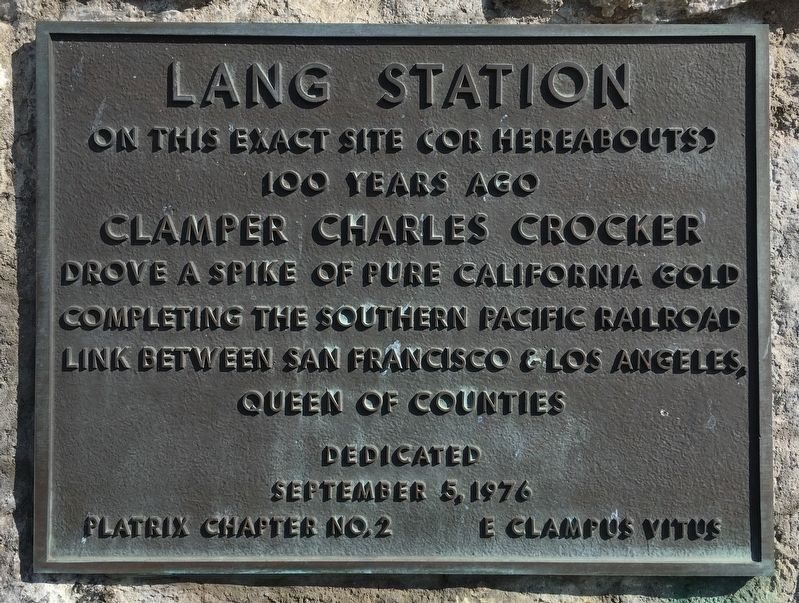 LANG STATION
ON THIS EXACT SITE (OR HEREABOUTS)
100 YEARS AGO
CLAMPER CHARLES CROCKER
DROVE A SPIKE OF PURE CALIFORNIA GOLD
COMPLETING THE SOUTHERN PACIFIC RAILROAD
LINK BETWEEN SAN FRANCISCO & LOS ANGELES,
QUEEN OF COUNTIES
DEDICATED
SEPTEMBER 5, 1976
PLATRIX CHAPTER NO. 2 E CLAMPUS VITUS